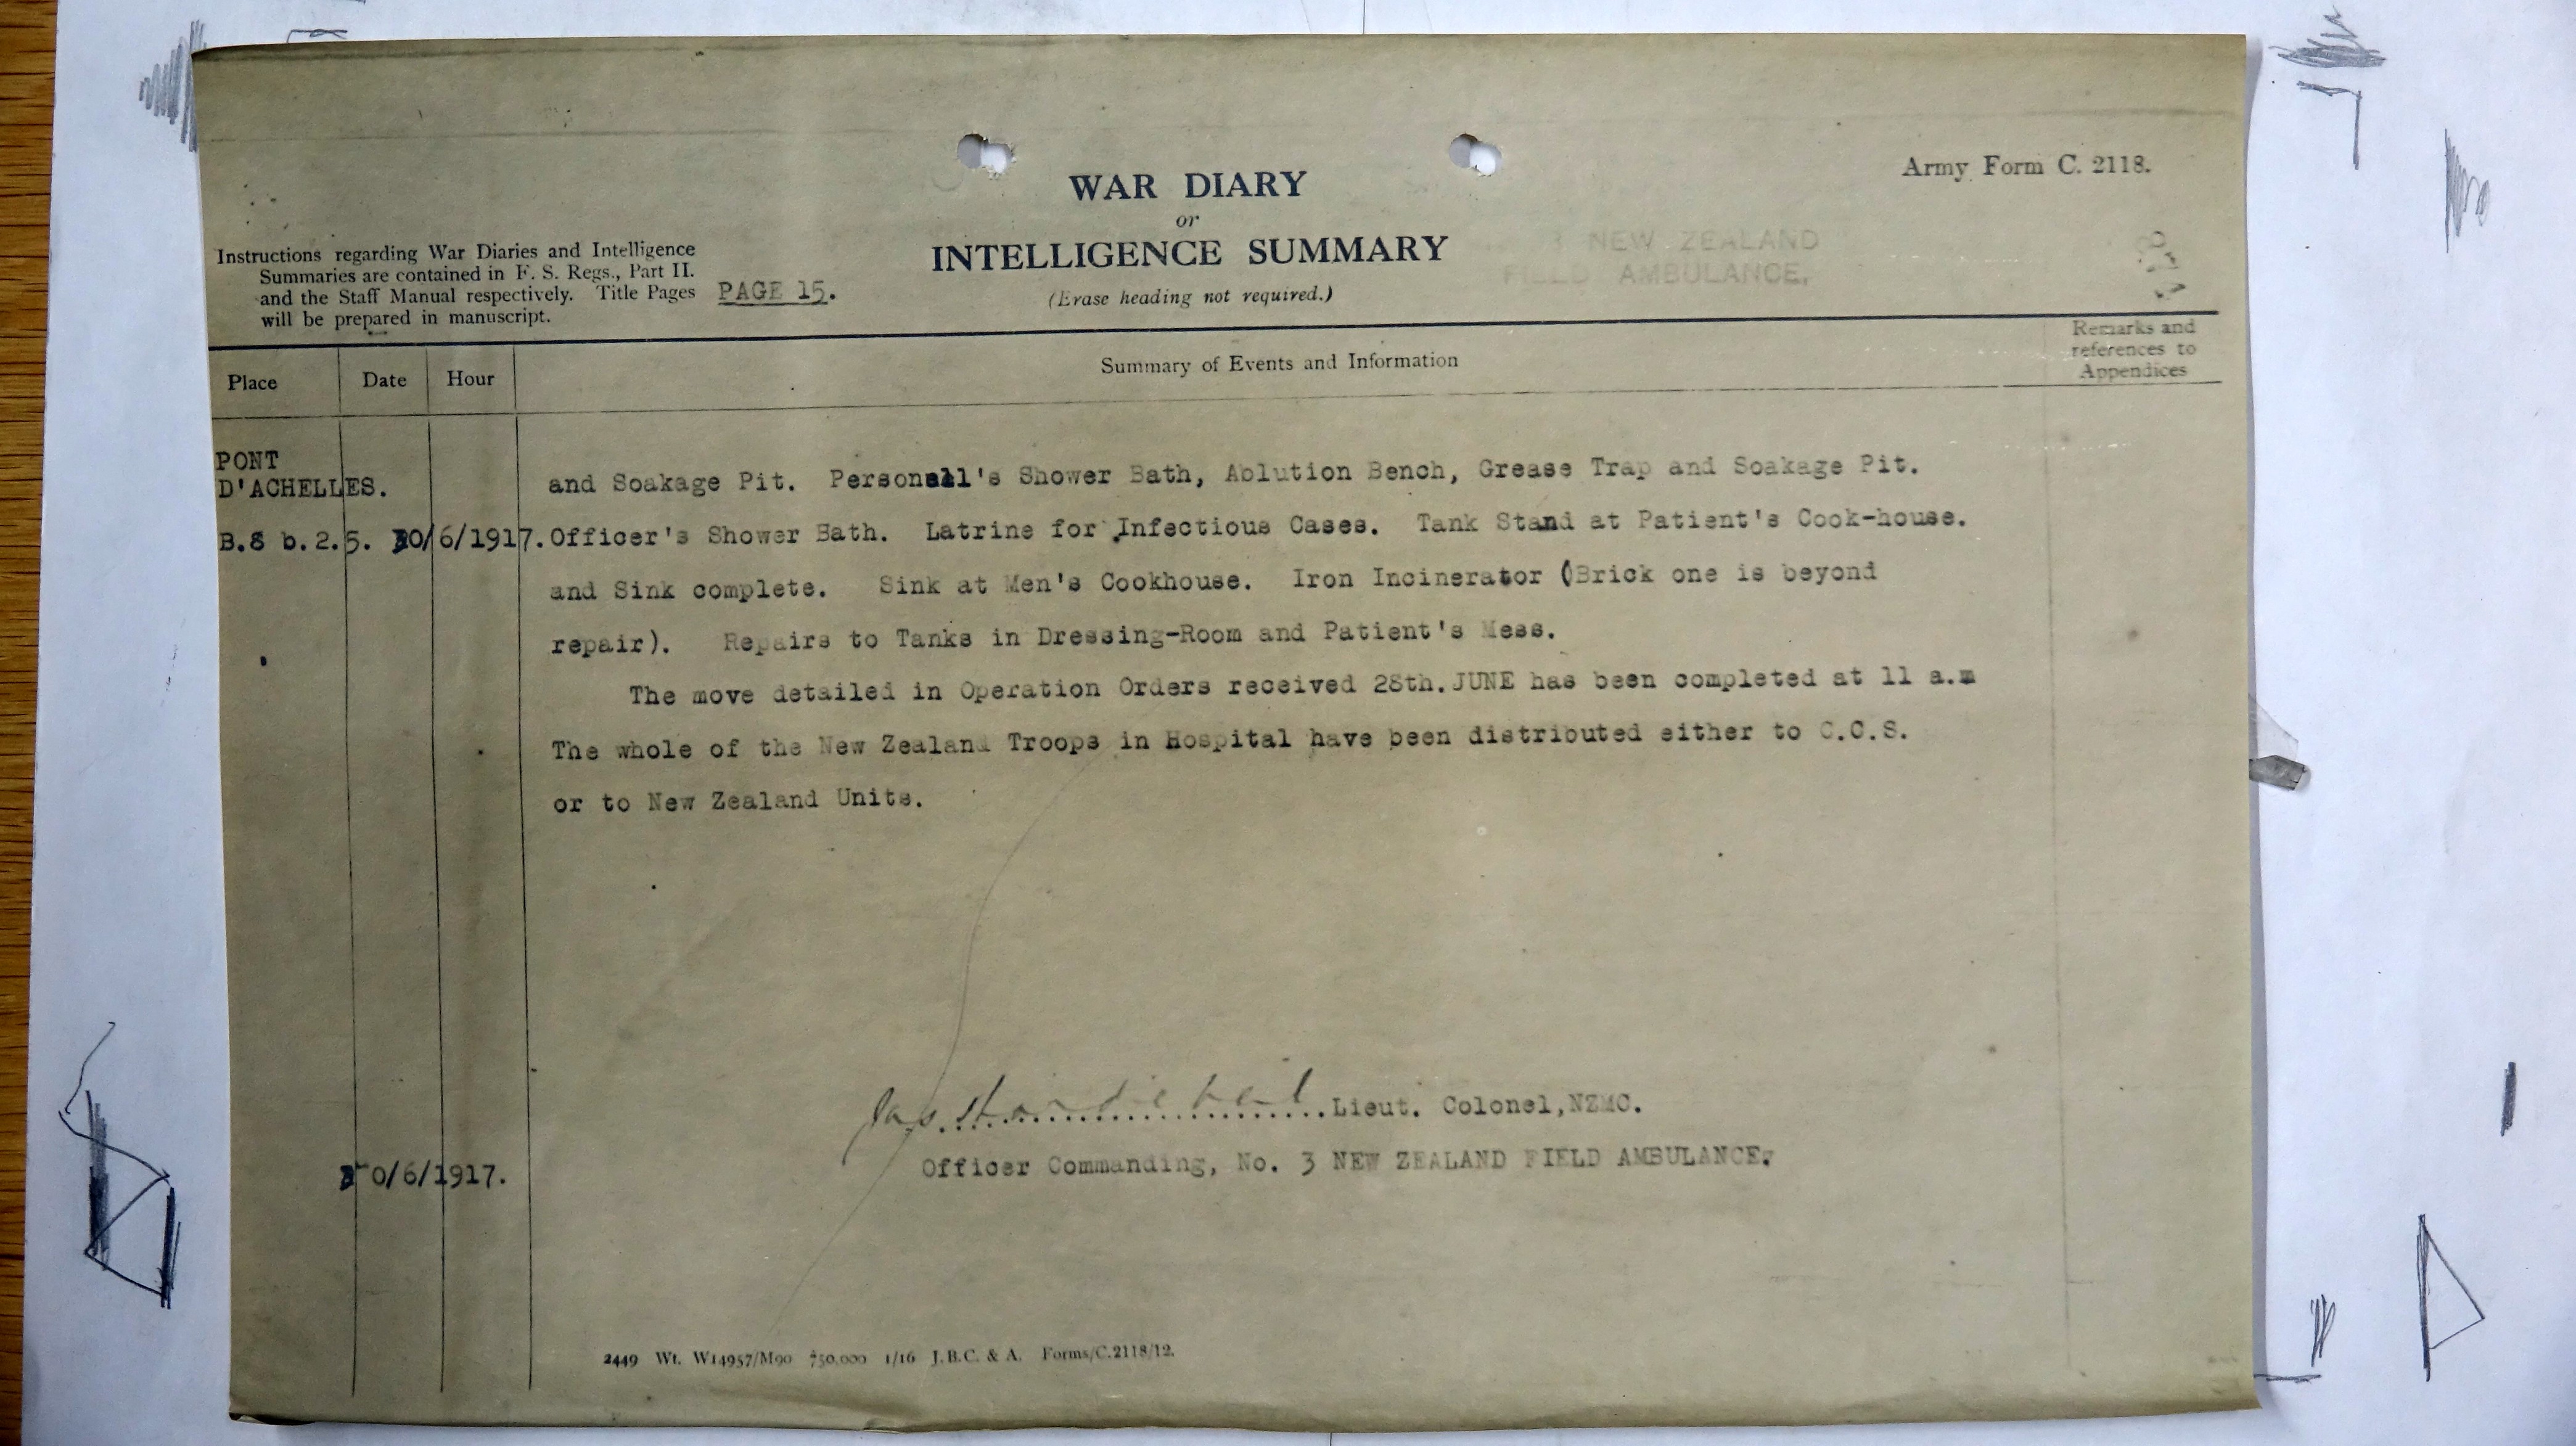 Army Form C. 2118.
WAR DIARY
or
INTELLIGENCE SUMMARY
(Erase heading not required.)
3 NEW ZEALAND
FIELD AMBULANCE,
Instructions regarding War Diaries and Intelligence
Summaries are contained in F. S. Regs., Part II.
and the Staff Manual respectively. Title Pages
will be prepared in manuscript.
PAGE 15.
Place
Date
Hour
Summary of Events and Information
Remarks and
references to
Appendices
PONT
D'ACHELLES.
B.8 b.2.5. 30/6/1917.
and Soakage Pit. Personell's Shower Bath, Ablution Bench, Grease Trap and Soakage Pit.
Officer's Shower Bath. Latrine for Infectious Cases. Tank Stand at Patient's Cook-house.
and Sink complete. Sink at Men's Cookhouse. Iron Incinerator (Brick one is beyond
repair). Repairs to Tanks in Dressing-Room and Patient's Mess.
The move detailed in Operation Orders received 28th.JUNE has been completed at 11 a.m
The whole of the New Zealand Troops in Hospital have been distributed either to C.C.S.
or to New Zealand Units.
Jas. Hardie Neil Lieut. Colonel,NZMC.
Officer Commanding, No. 3 NEW ZEALAND FIELD AMBULANCE.
30/6/1917.
2449 Wt. W14957/M90 750,000 1/16 J.B.C. & A. Forms/C.2118/12.